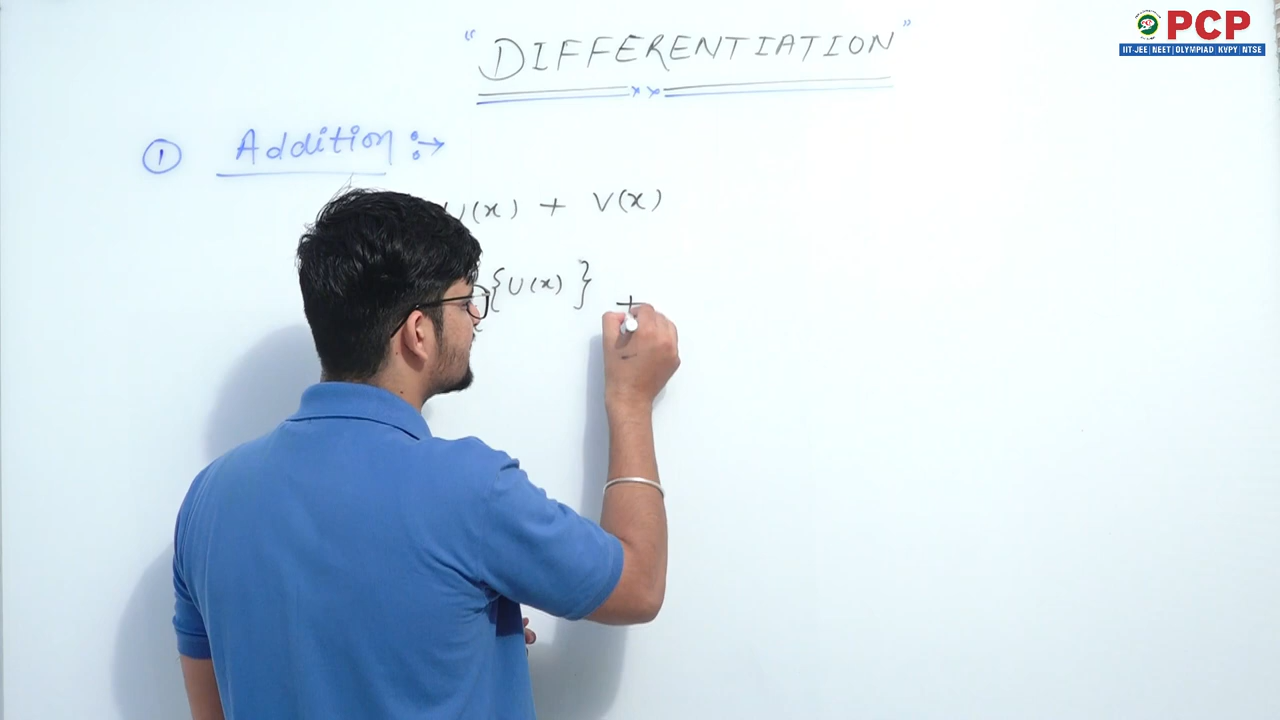 PCP
IIT-JEE|NEET|OLYMPIAD KVPY|NTSE
" DIFFERENTIATION "
① Addition :→
U(x) + V(x)
{U(x)} +